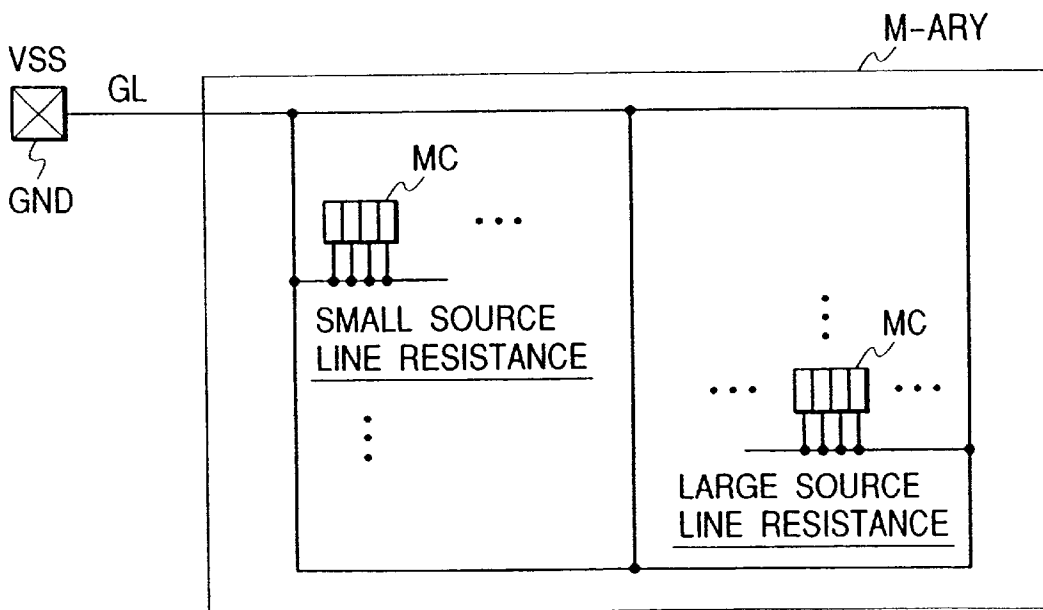 M-ARY
VSS
GL
GND
MC
SMALL SOURCE
LINE RESISTANCE
MC
LARGE SOURCE
LINE RESISTANCE